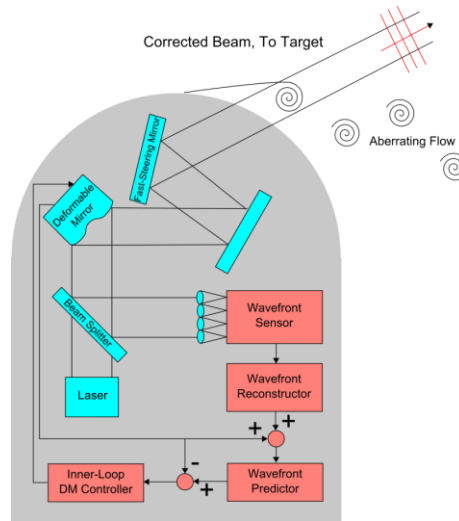 Corrected Beam, To Target
Aberrating Flow
Fast-Steering Mirror
Deformable
Mirror
Beam Splitter
Wavefront
Sensor
Laser
Wavefront
Reconstructor
+
+
-
+
Inner-Loop
DM Controller
Wavefront
Predictor